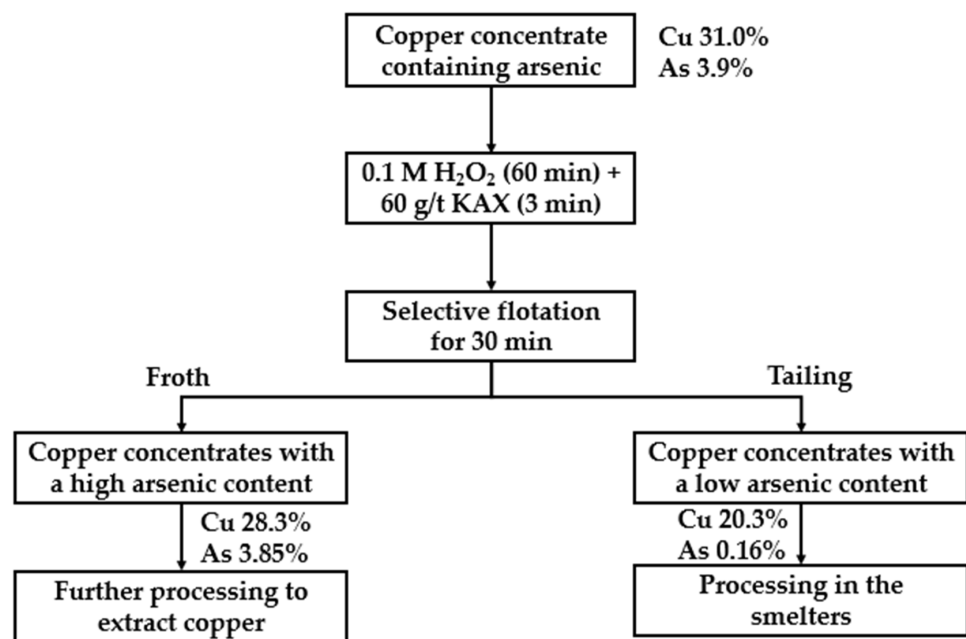 Copper concentrate
containing arsenic
Cu 31.0%
As 3.9%
0.1 M H₂O₂ (60 min) +
60 g/t KAX (3 min)
Selective flotation
for 30 min
Froth
Tailing
Copper concentrates with
a high arsenic content
Copper concentrates with
a low arsenic content
Cu 28.3%
As 3.85%
Cu 20.3%
As 0.16%
Further processing to
extract copper
Processing in the
smelters